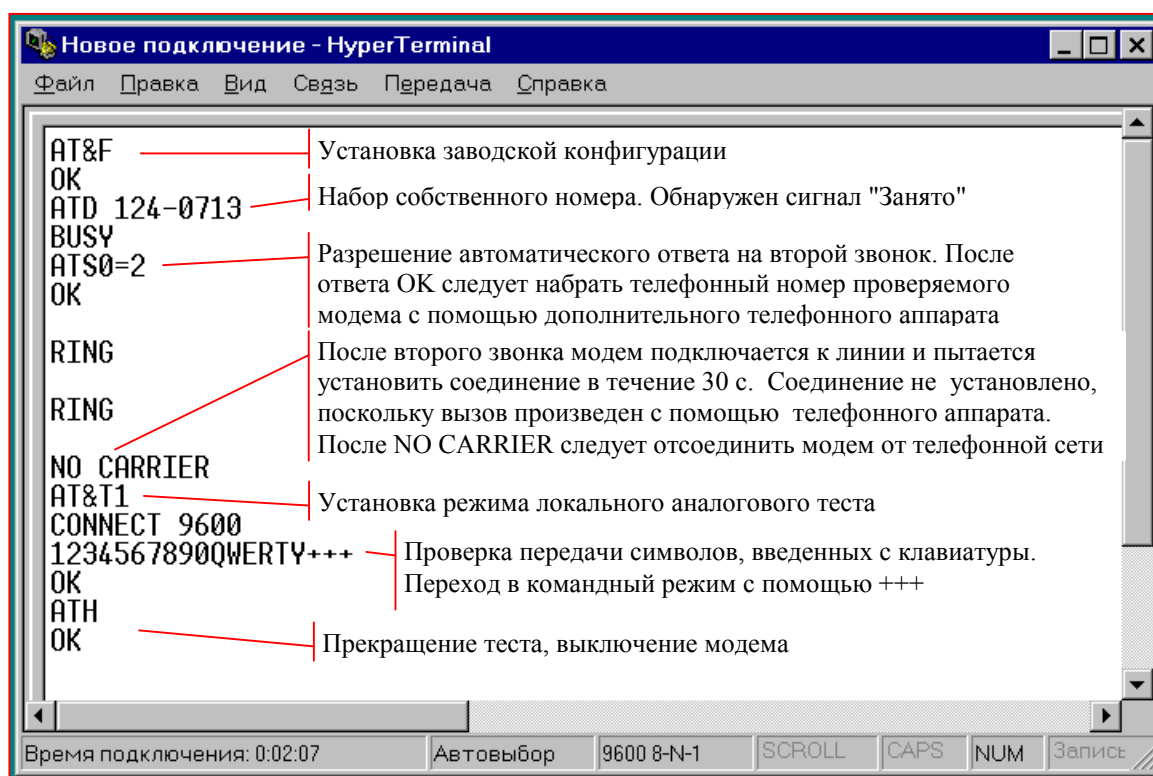 Новое подключение - HyperTerminal
Файл Правка Вид Связь Передача Справка
AT&F
Установка заводской конфигурации
OK
ATD 124-0713
Набор собственного номера. Обнаружен сигнал "Занято"
BUSY
ATS0=2
Разрешение автоматического ответа на второй звонок. После
ответа OK следует набрать телефонный номер проверяемого
модема с помощью дополнительного телефонного аппарата
OK
RING
После второго звонка модем подключается к линии и пытается
установить соединение в течение 30 с. Соединение не установлено,
поскольку вызов произведен с помощью телефонного аппарата.
После NO CARRIER следует отсоединить модем от телефонной сети
RING
NO CARRIER
AT&T1
Установка режима локального аналогового теста
CONNECT 9600
1234567890QWERTY+++
Проверка передачи символов, введенных с клавиатуры.
Переход в командный режим с помощью +++
OK
ATH
OK
Прекращение теста, выключение модема
Время подключения: 0:02:07 Автовыбор 9600 8-N-1 SCROLL CAPS NUM Запись